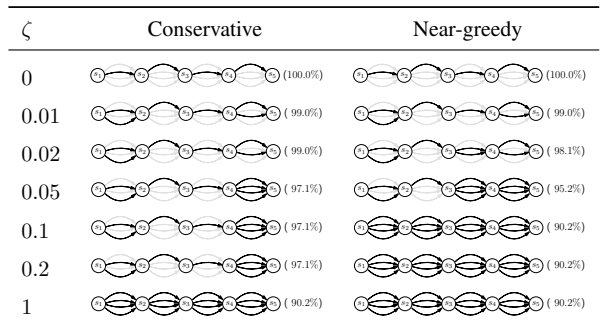 ζ Conservative Near-greedy
0 s1 s2 s3 s4 s5 (100.0%) s1 s2 s3 s4 s5 (100.0%)
0.01 s1 s2 s3 s4 s5 ( 99.0%) s1 s2 s3 s4 s5 ( 99.0%)
0.02 s1 s2 s3 s4 s5 ( 99.0%) s1 s2 s3 s4 s5 ( 98.1%)
0.05 s1 s2 s3 s4 s5 ( 97.1%) s1 s2 s3 s4 s5 ( 95.2%)
0.1 s1 s2 s3 s4 s5 ( 97.1%) s1 s2 s3 s4 s5 ( 90.2%)
0.2 s1 s2 s3 s4 s5 ( 97.1%) s1 s2 s3 s4 s5 ( 90.2%)
1 s1 s2 s3 s4 s5 ( 90.2%) s1 s2 s3 s4 s5 ( 90.2%)